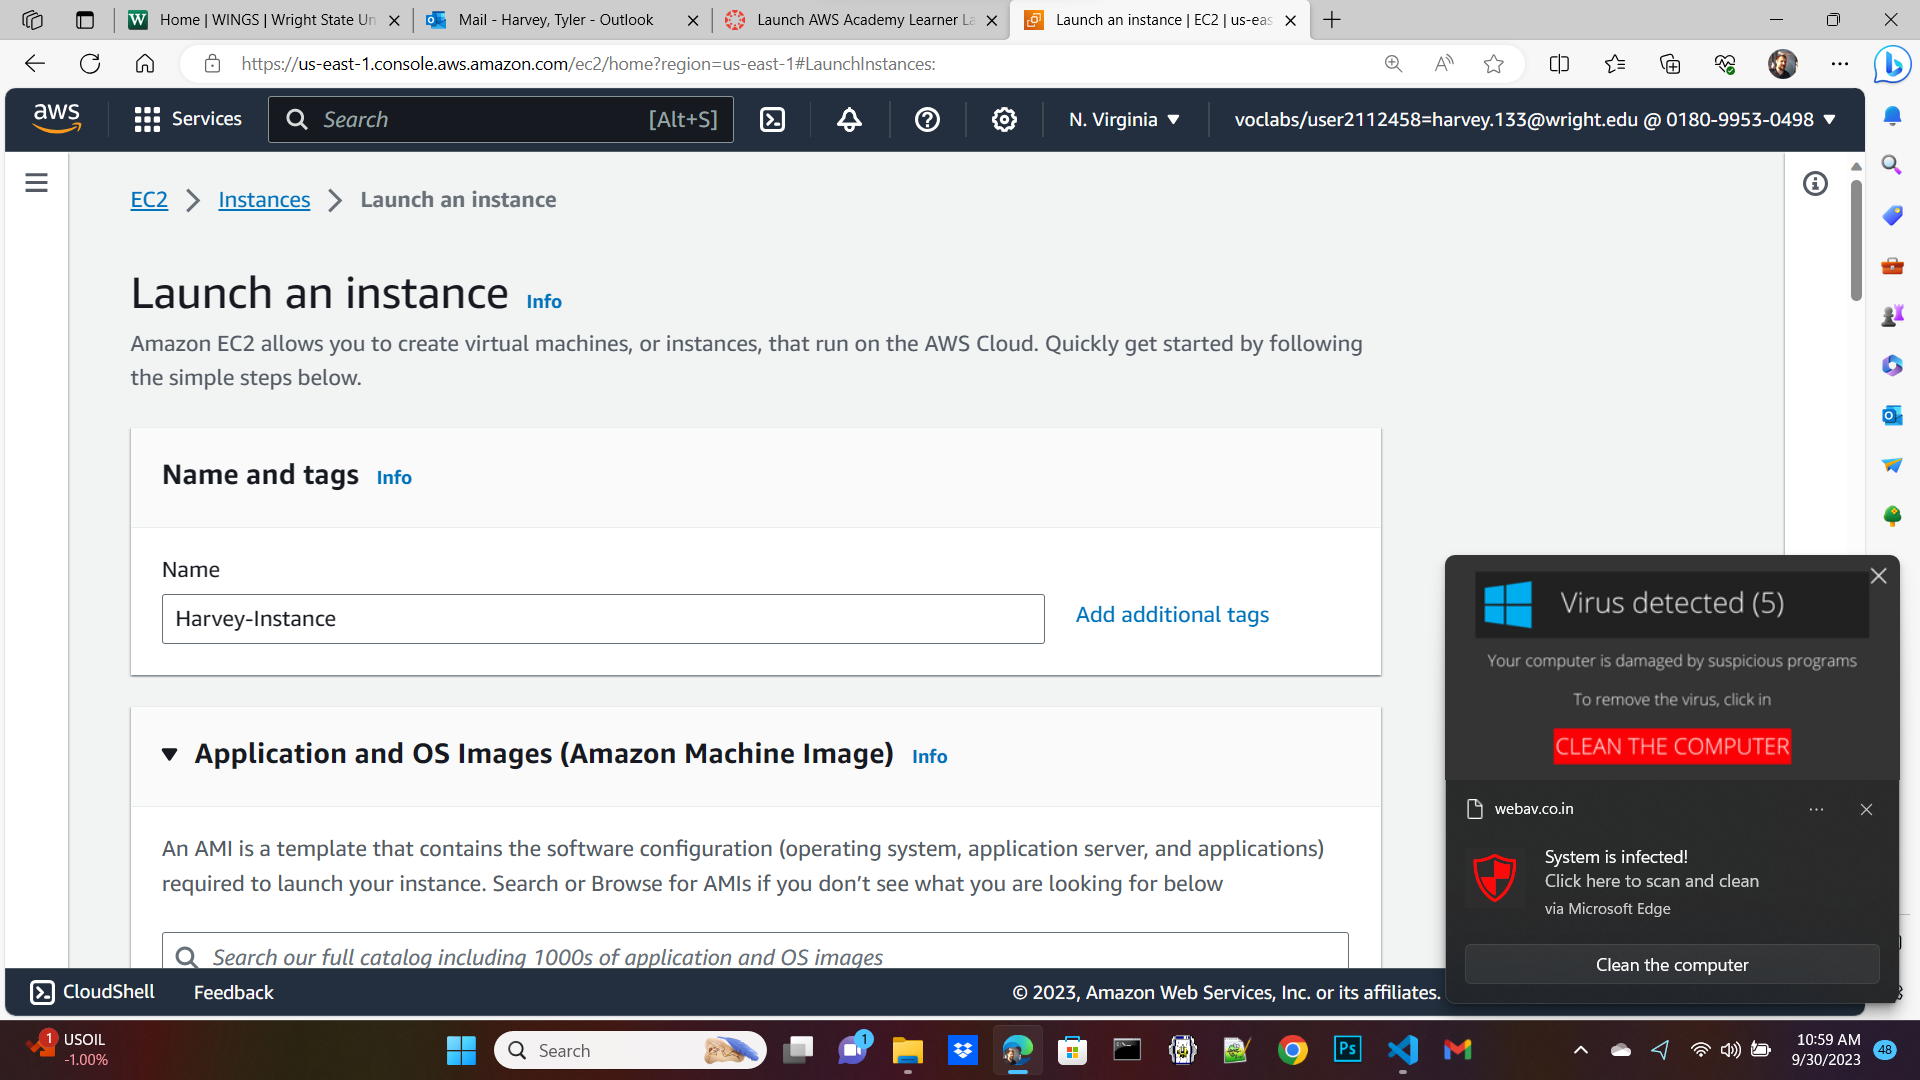 Home | WINGS | Wright State Un
Mail - Harvey, Tyler - Outlook
Launch AWS Academy Learner La
Launch an instance | EC2 | us-eas
https://us-east-1.console.aws.amazon.com/ec2/home?region=us-east-1#LaunchInstances:
aws
Services
Search
[Alt+S]
N. Virginia
voclabs/user2112458=harvey.133@wright.edu @ 0180-9953-0498
EC2
Instances
Launch an instance
Launch an instance
Info
Amazon EC2 allows you to create virtual machines, or instances, that run on the AWS Cloud. Quickly get started by following
the simple steps below.
Name and tags
Info
Name
Harvey-Instance
Add additional tags
Application and OS Images (Amazon Machine Image)
Info
An AMI is a template that contains the software configuration (operating system, application server, and applications)
required to launch your instance. Search or Browse for AMIs if you don’t see what you are looking for below
Search our full catalog including 1000s of application and OS images
Virus detected (5)
Your computer is damaged by suspicious programs
To remove the virus, click in
CLEAN THE COMPUTER
webav.co.in
System is infected!
Click here to scan and clean
via Microsoft Edge
Clean the computer
CloudShell
Feedback
© 2023, Amazon Web Services, Inc. or its affiliates.
1
USOIL
-1.00%
Search
1
Ps
10:59 AM
9/30/2023
48